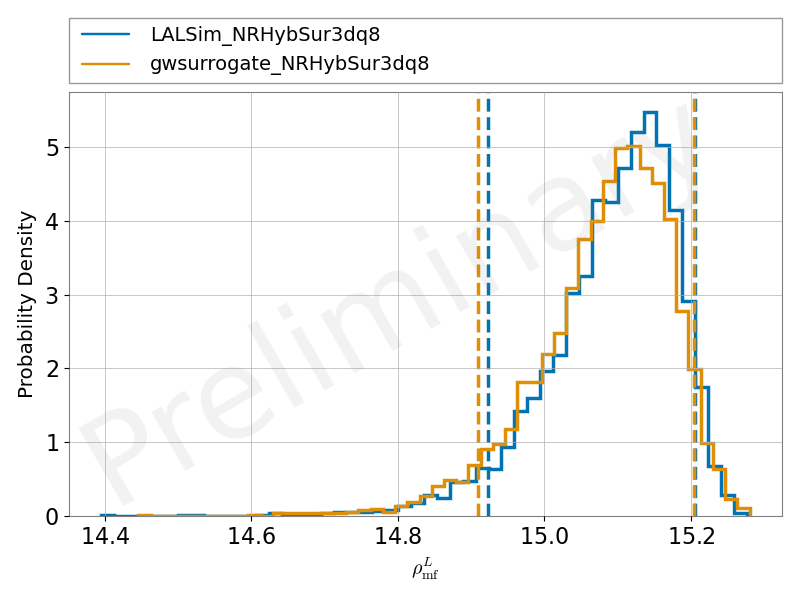 LALSim_NRHybSur3dq8
gwsurrogate_NRHybSur3dq8
Preliminary
Probability Density
5
4
3
2
1
0
14.4 14.6 14.8 15.0 15.2
ρ^L_mf